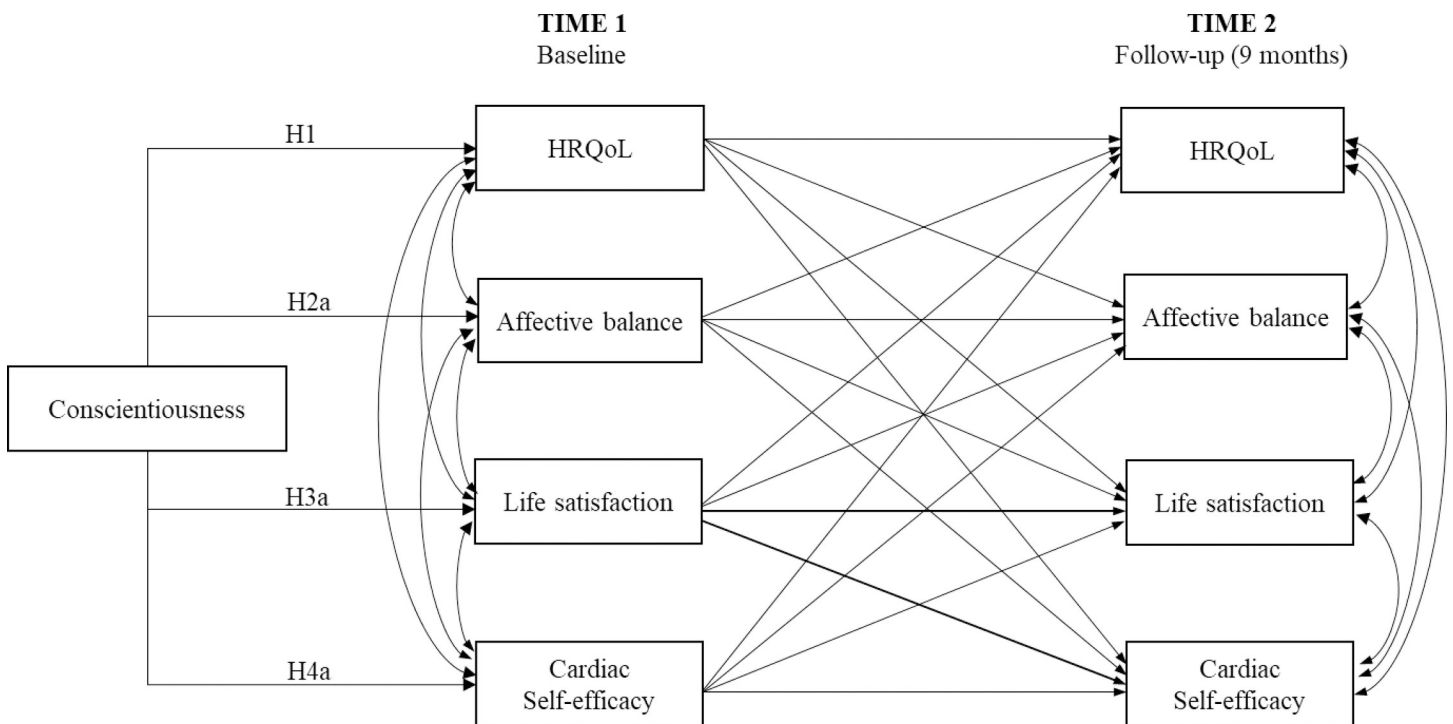 TIME 1
Baseline
TIME 2
Follow-up (9 months)
H1
HRQoL
HRQoL
H2a
Affective balance
Affective balance
Conscientiousness
H3a
Life satisfaction
Life satisfaction
H4a
Cardiac
Self-efficacy
Cardiac
Self-efficacy